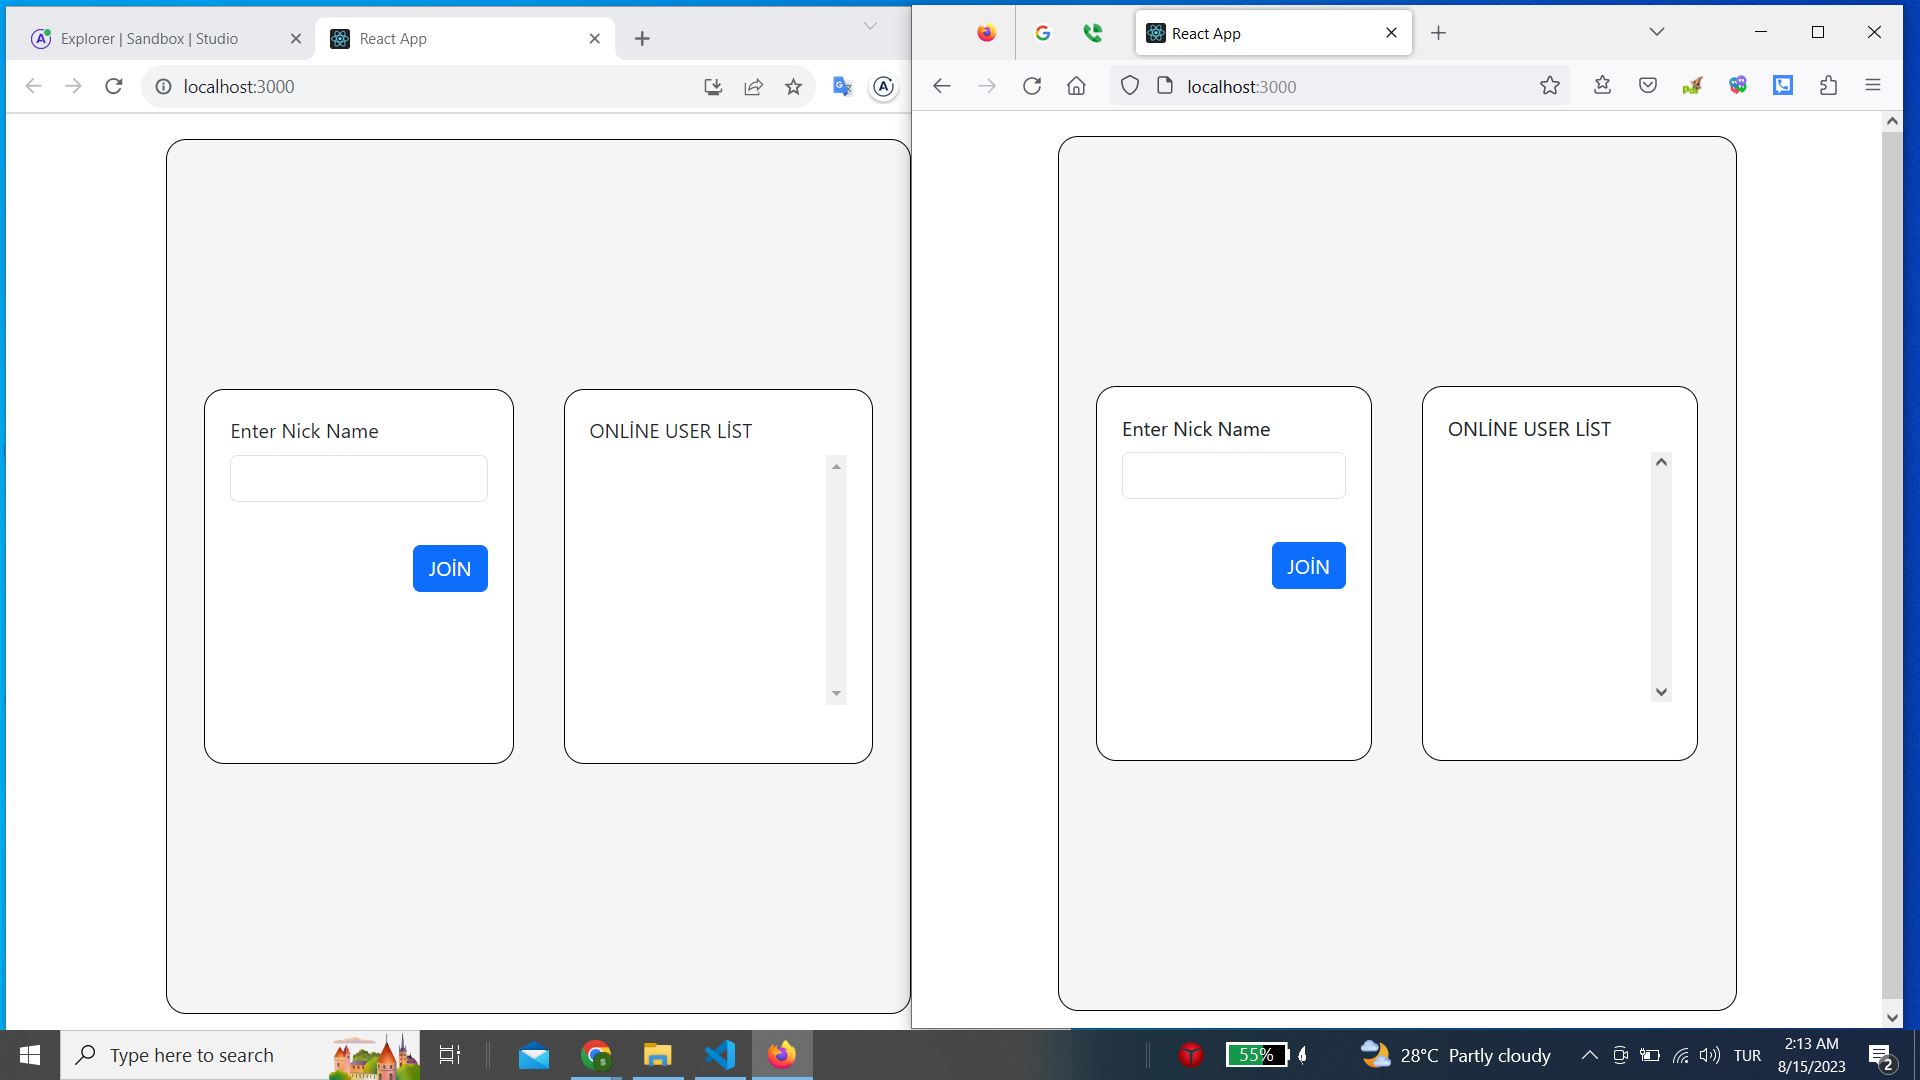 Explorer | Sandbox | Studio
React App
localhost:3000
Enter Nick Name
JOİN
ONLİNE USER LİST
React App
localhost:3000
Enter Nick Name
JOİN
ONLİNE USER LİST
Type here to search
55%
28°C Partly cloudy
TUR
2:13 AM
8/15/2023
2